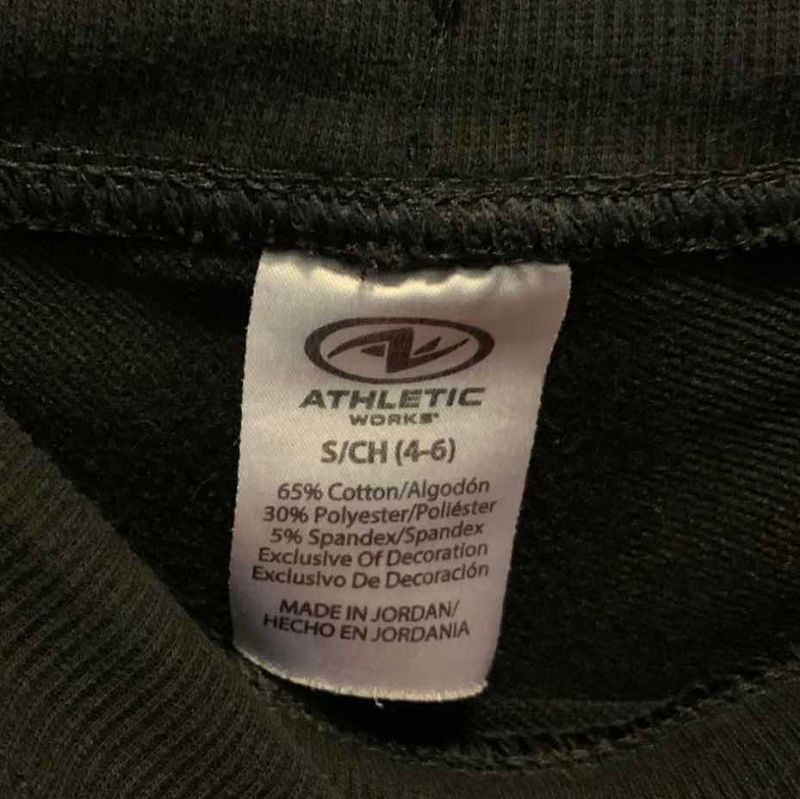 ATHLETIC
WORKS
S/CH (4-6)
65% Cotton/Algodón
30% Polyester/Poliéster
5% Spandex/Spandex
Exclusive Of Decoration
Exclusivo De Decoración
MADE IN JORDAN/
HECHO EN JORDANIA